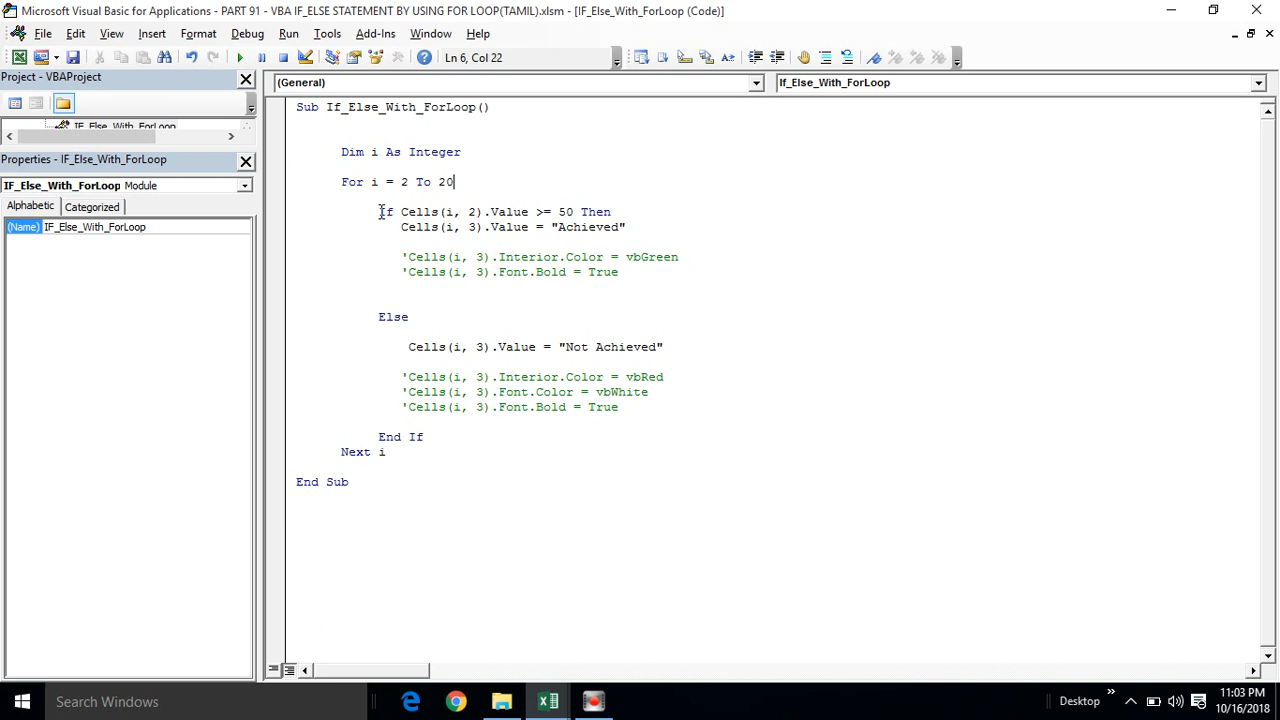 Microsoft Visual Basic for Applications - PART 91 - VBA IF_ELSE STATEMENT BY USING FOR LOOP(TAMIL).xlsm - [IF_Else_With_ForLoop (Code)]
File Edit View Insert Format Debug Run Tools Add-Ins Window Help
Ln 6, Col 22
Project - VBAProject
IF_Else_With_ForLoop
Properties - IF_Else_With_ForLoop
IF_Else_With_ForLoop Module
Alphabetic Categorized
(Name) IF_Else_With_ForLoop
(General) If_Else_With_ForLoop
Sub If_Else_With_ForLoop()
Dim i As Integer
For i = 2 To 20
If Cells(i, 2).Value >= 50 Then
Cells(i, 3).Value = "Achieved"
'Cells(i, 3).Interior.Color = vbGreen
'Cells(i, 3).Font.Bold = True
Else
Cells(i, 3).Value = "Not Achieved"
'Cells(i, 3).Interior.Color = vbRed
'Cells(i, 3).Font.Color = vbWhite
'Cells(i, 3).Font.Bold = True
End If
Next i
End Sub
Search Windows
Desktop
11:03 PM
10/16/2018